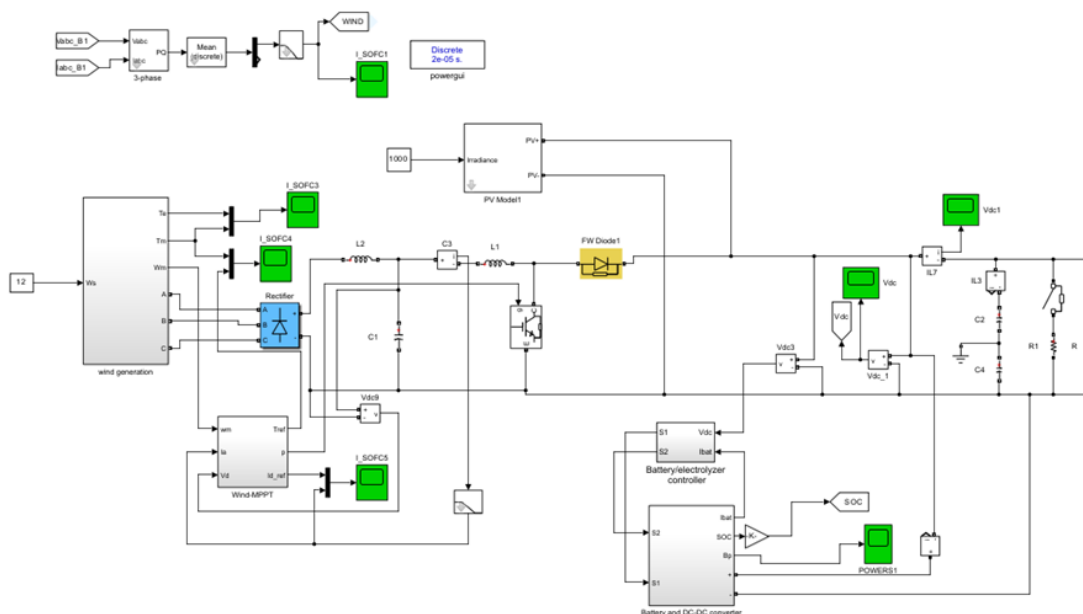 WIND
Vabc_B1
Iabc_B1
Vabc
Iabc
PQ
3-phase
Mean
(discrete)
I_SOFC1
Discrete
2e-05 s.
powergui
1000
Irradiance
PV+
PV-
PV Model1
I_SOFC3
I_SOFC4
12
Ws
Te
Tm
Wm
A
B
C
wind generation
Rectifier
A
B
C
+
-
L2
C1
C3
+
i
-
L1
FW Diode1
g
C
E
Vdc1
IL7
+
i
-
IL3
Vdc
Vdc
Vdc3
+
-
v
Vdc_1
+
-
v
C2
C4
R1
R
Vdc9
+
-
v
wm
Ia
Vd
Tref
p
Id_ref
Wind-MPPT
I_SOFC5
S1
S2
Vdc
Ibat
Battery/electrolyzer
controller
S2
S1
Ibat
SOC
Bp
+
-
-K-
SOC
POWERS1
i
+
Battery and DC-DC converter